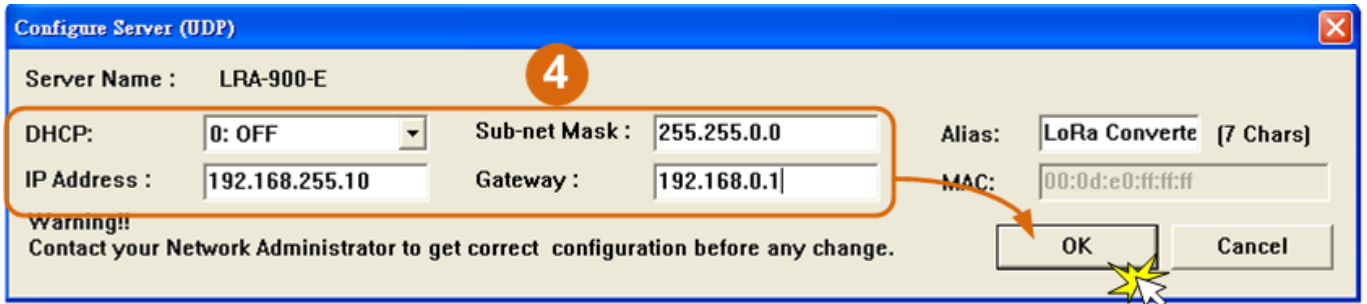 Configure Server (UDP)
Server Name : LRA-900-E
4
DHCP: 0: OFF Sub-net Mask : 255.255.0.0 Alias: LoRa Converte (7 Chars)
IP Address : 192.168.255.10 Gateway : 192.168.0.1 MAC: 00:0d:e0:ff:ff:ff
Warning!!
Contact your Network Administrator to get correct configuration before any change.
OK Cancel